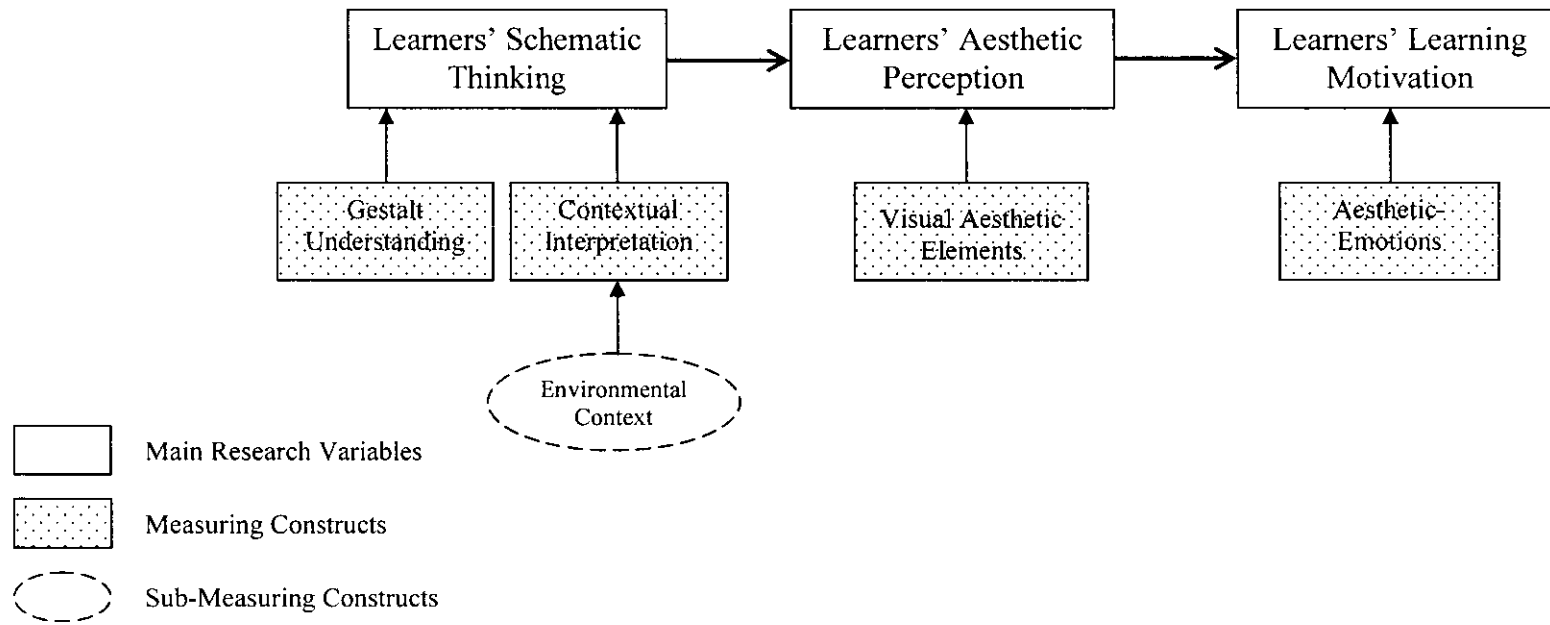 Learners' Schematic
Thinking
Learners' Aesthetic
Perception
Learners' Learning
Motivation
Gestalt
Understanding
Contextual
Interpretation
Visual Aesthetic
Elements
Aesthetic-
Emotions
Environmental
Context
Main Research Variables
Measuring Constructs
Sub-Measuring Constructs